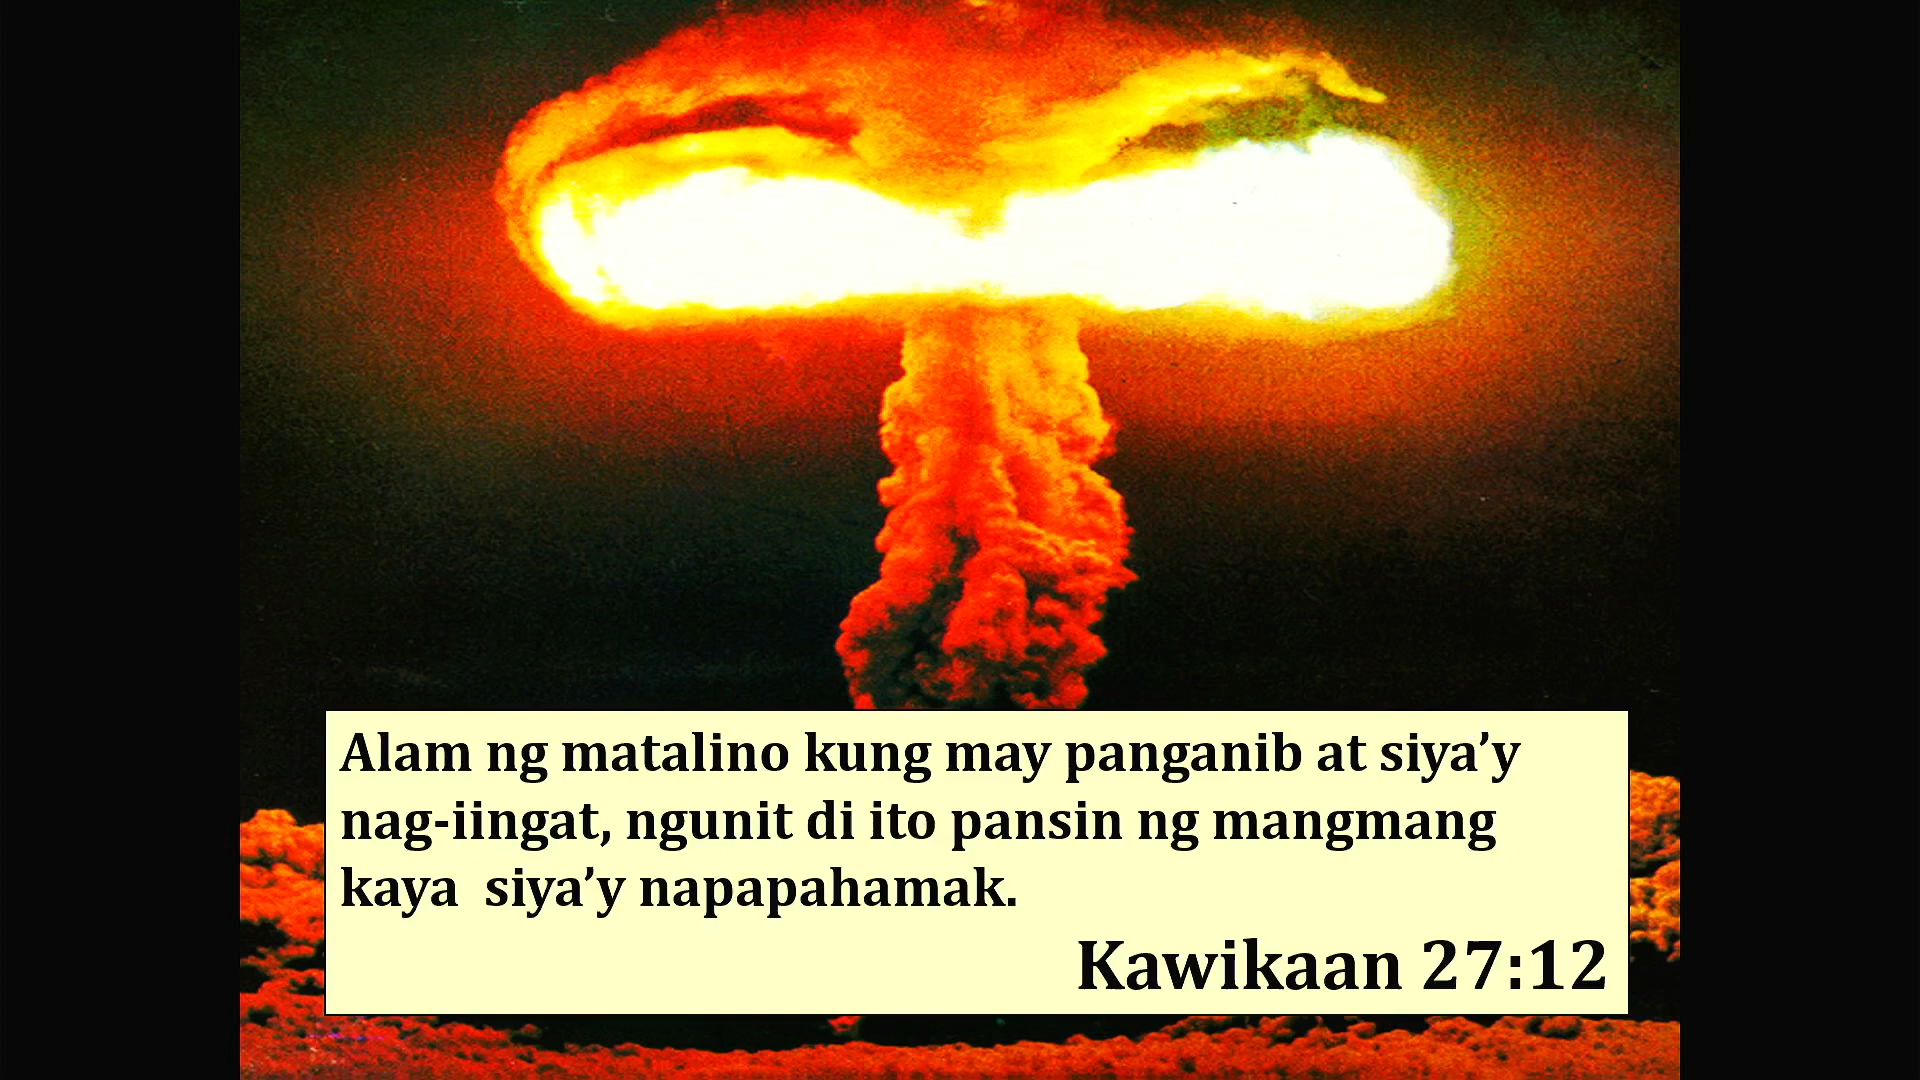 Alam ng matalino kung may panganib at siya’y
nag-iingat, ngunit di ito pansin ng mangmang
kaya  siya’y napapahamak.
Kawikaan 27:12